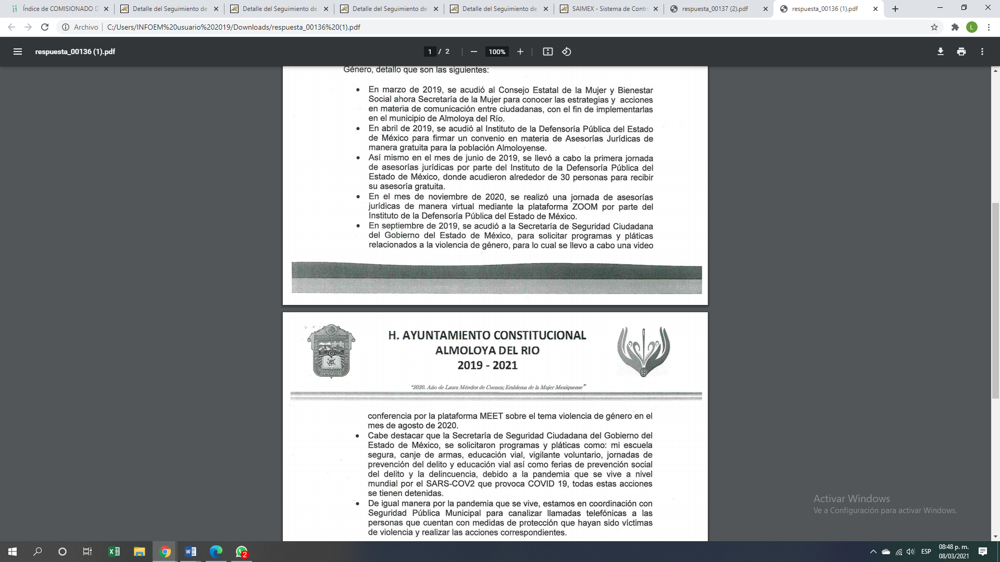 Índice de COMISIONADO D
Detalle del Seguimiento de
Detalle del Seguimiento de
Detalle del Seguimiento de
Detalle del Seguimiento de
SAIMEX - Sistema de Contro
respuesta_00137 (2).pdf
respuesta_00136 (1).pdf
Archivo
C:/Users/INFOEM%20usuario%202019/Downloads/respuesta_00136%20(1).pdf
L
respuesta_00136 (1).pdf
1 / 2
100%
Género, detallo que son las siguientes:
• En marzo de 2019, se acudió al Consejo Estatal de la Mujer y Bienestar
Social ahora Secretaría de la Mujer para conocer las estrategias y acciones
en materia de comunicación entre ciudadanas, con el fin de implementarlas
en el municipio de Almoloya del Río.
• En abril de 2019, se acudió al Instituto de la Defensoría Pública del Estado
de México para firmar un convenio en materia de Asesorías Jurídicas de
manera gratuita para la población Almoloyense.
• Así mismo en el mes de junio de 2019, se llevó a cabo la primera jornada
de asesorías jurídicas por parte del Instituto de la Defensoría Pública del
Estado de México, donde acudieron alrededor de 30 personas para recibir
su asesoría gratuita.
• En el mes de noviembre de 2020, se realizó una jornada de asesorías
jurídicas de manera virtual mediante la plataforma ZOOM por parte del
Instituto de la Defensoría Pública del Estado de México.
• En septiembre de 2019, se acudió a la Secretaría de Seguridad Ciudadana
del Gobierno del Estado de México, para solicitar programas y pláticas
relacionados a la violencia de género, para lo cual se llevo a cabo una video
H. AYUNTAMIENTO CONSTITUCIONAL
ALMOLOYA DEL RIO
2019 - 2021
"2020. Año de Laura Méndez de Cuenca; Emblema de la Mujer Mexiquense"
conferencia por la plataforma MEET sobre el tema violencia de género en el
mes de agosto de 2020.
• Cabe destacar que la Secretaría de Seguridad Ciudadana del Gobierno del
Estado de México, se solicitaron programas y pláticas como: mi escuela
segura, canje de armas, educación vial, vigilante voluntario, jornadas de
prevención del delito y educación vial así como ferias de prevención social
del delito y la delincuencia, debido a la pandemia que se vive a nivel
mundial por el SARS-COV2 que provoca COVID 19, todas estas acciones
se tienen detenidas.
• De igual manera por la pandemia que se vive, estamos en coordinación con
Seguridad Pública Municipal para canalizar llamadas telefónicas a las
personas que cuentan con medidas de protección que hayan sido víctimas
de violencia y realizar las acciones correspondientes.
Activar Windows
Ve a Configuración para activar Windows.
2
ESP
08:48 p. m.
08/03/2021